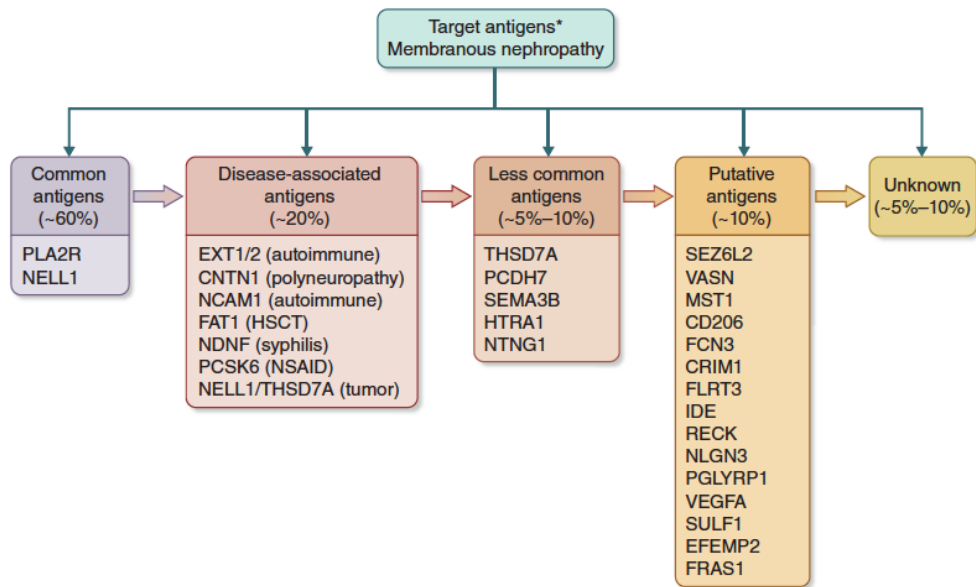 Target antigens*
Membranous nephropathy
Common
antigens
(~60%)
PLA2R
NELL1
Disease-associated
antigens
(~20%)
EXT1/2 (autoimmune)
CNTN1 (polyneuropathy)
NCAM1 (autoimmune)
FAT1 (HSCT)
NDNF (syphilis)
PCSK6 (NSAID)
NELL1/THSD7A (tumor)
Less common
antigens
(~5%–10%)
THSD7A
PCDH7
SEMA3B
HTRA1
NTNG1
Putative
antigens
(~10%)
SEZ6L2
VASN
MST1
CD206
FCN3
CRIM1
FLRT3
IDE
RECK
NLGN3
PGLYRP1
VEGFA
SULF1
EFEMP2
FRAS1
Unknown
(~5%–10%)